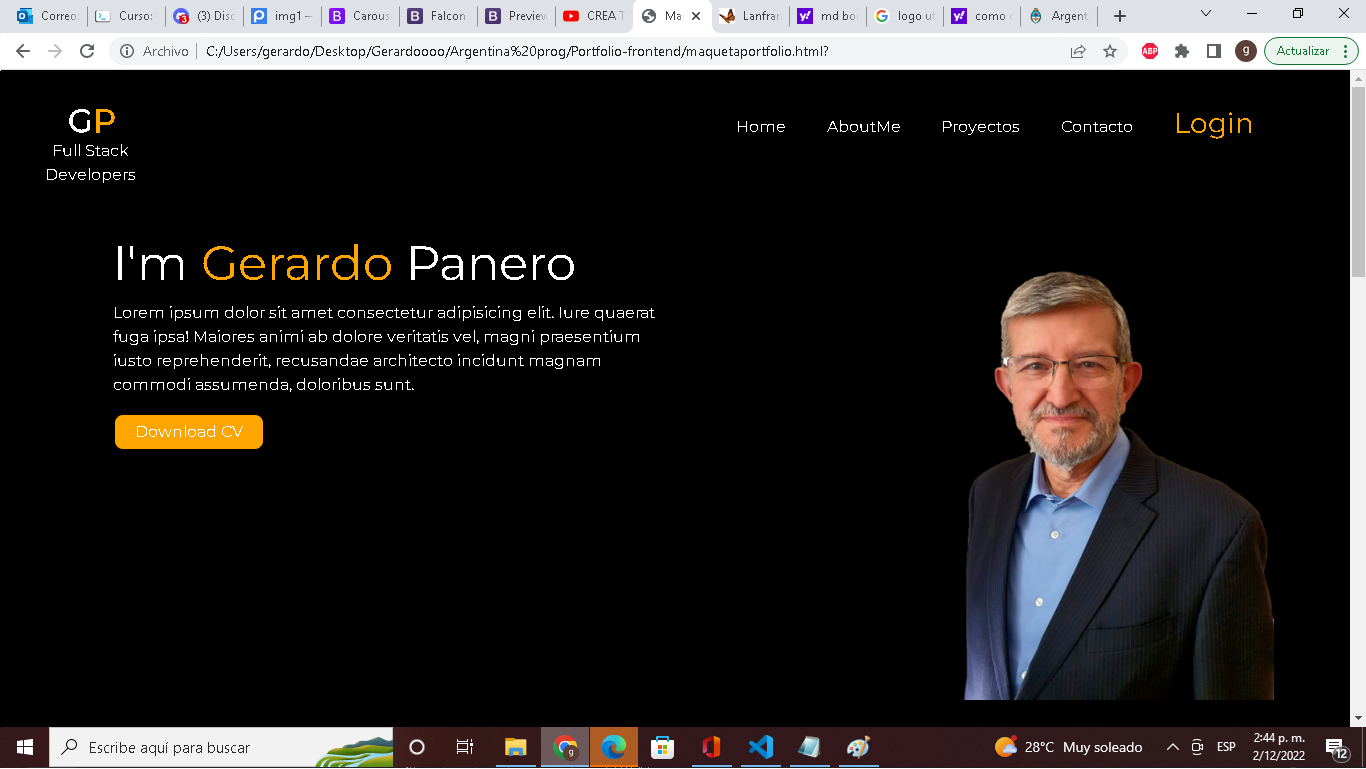 Correo
Curso:
(3) Disc
img1 –
Carous
Falcon
Preview
CREA T
Ma
Lanfran
md bo
logo ut
como
Argent
Archivo
C:/Users/gerardo/Desktop/Gerardoooo/Argentina%20prog/Portfolio-frontend/maquetaportfolio.html?
ABP
g
Actualizar
GP
Full Stack
Developers
Home
AboutMe
Proyectos
Contacto
Login
I'm Gerardo Panero
Lorem ipsum dolor sit amet consectetur adipisicing elit. Iure quaerat
fuga ipsa! Maiores animi ab dolore veritatis vel, magni praesentium
iusto reprehenderit, recusandae architecto incidunt magnam
commodi assumenda, doloribus sunt.
Download CV
Escribe aquí para buscar
28°C Muy soleado
ESP
2:44 p. m.
2/12/2022
12